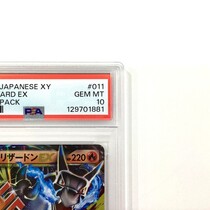 JAPANESE XY #011
ARD EX GEM MT
PACK 10
PSA 129701881
リザードン 220